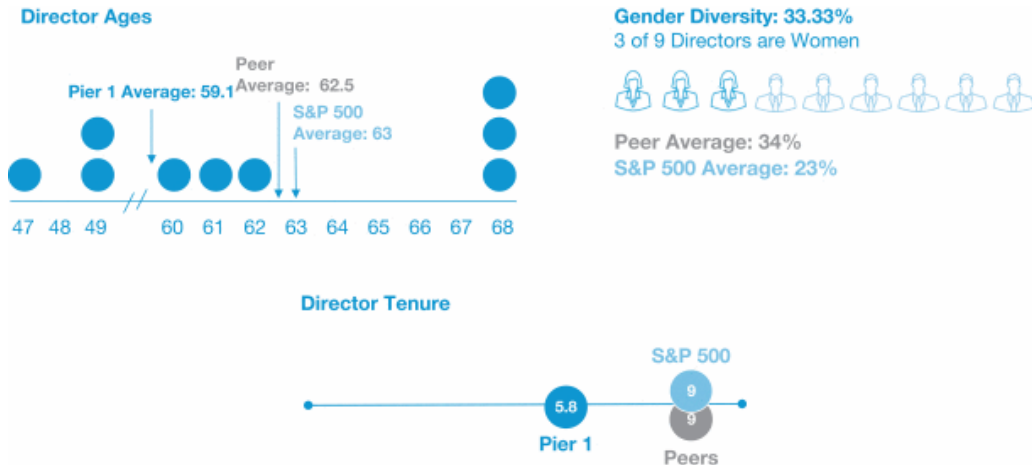 Director Ages
Peer
Average: 62.5
Pier 1 Average: 59.1
S&P 500
Average: 63
47 48 49 60 61 62 63 64 65 66 67 68
Gender Diversity: 33.33%
3 of 9 Directors are Women
Peer Average: 34%
S&P 500 Average: 23%
Director Tenure
S&P 500
9
5.8
9
Pier 1
Peers